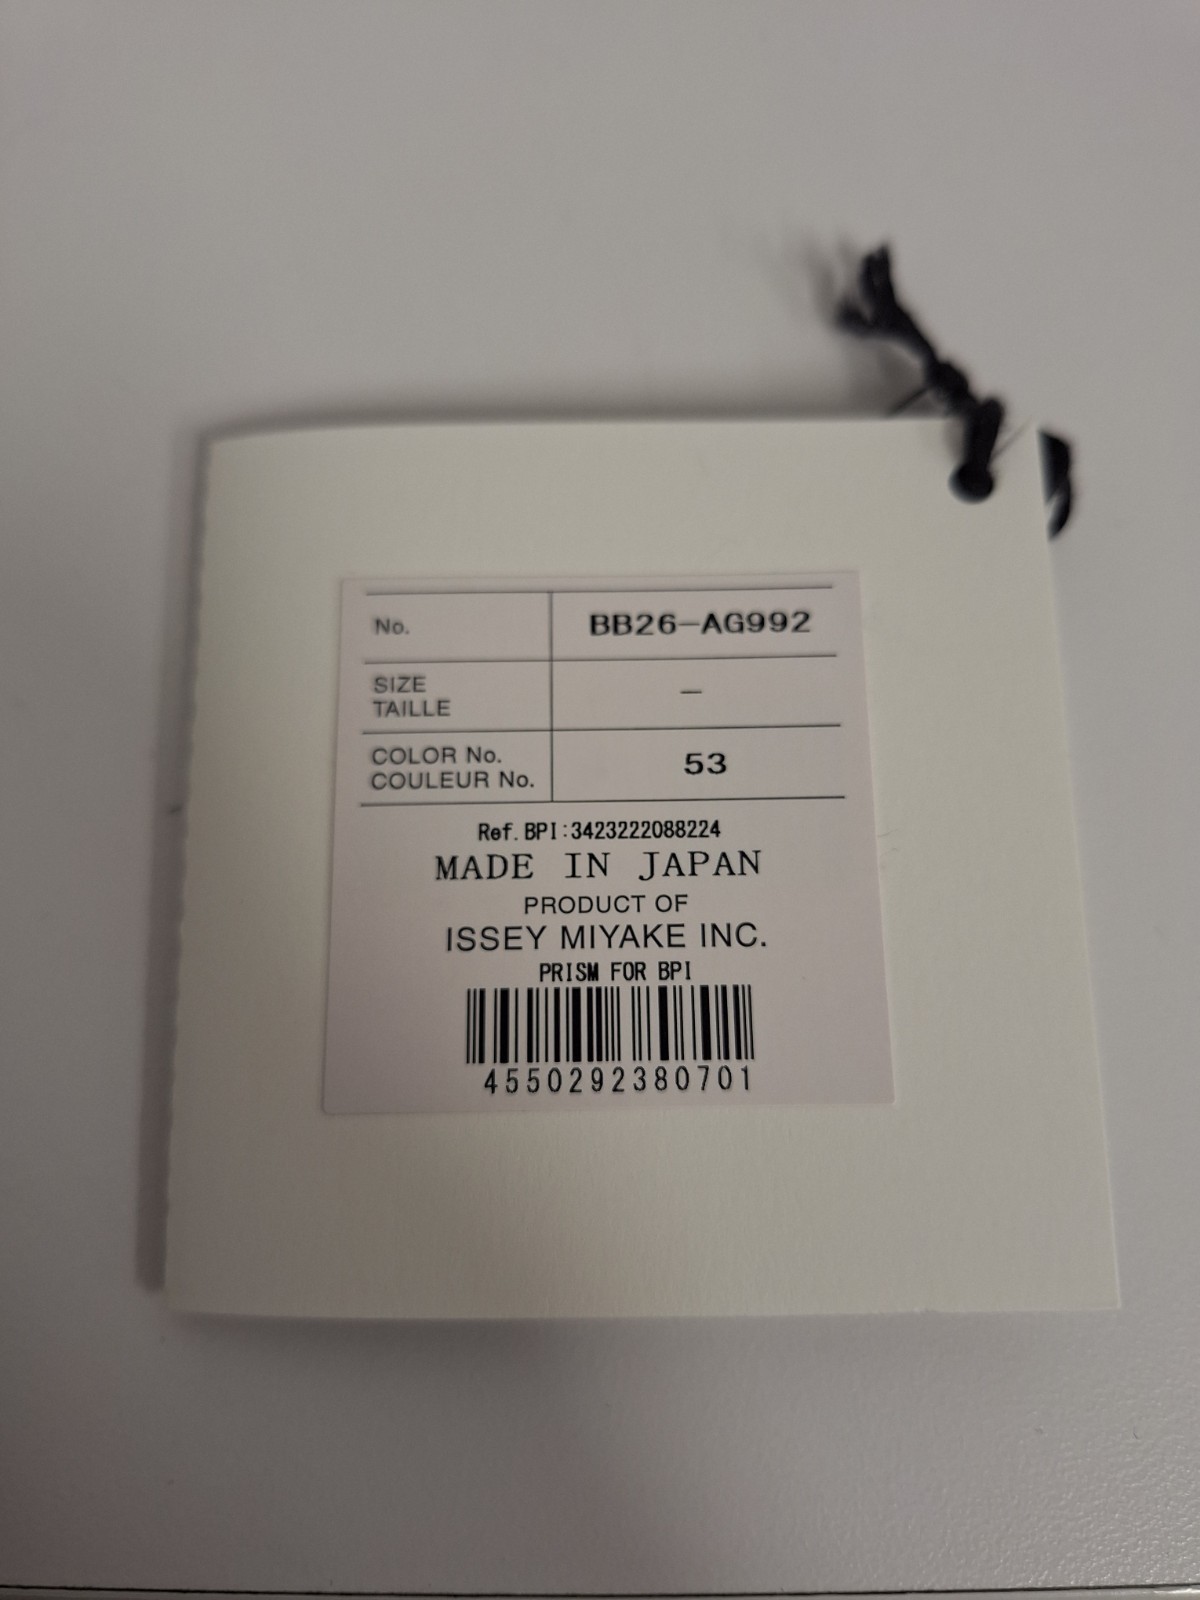 No. BB26-AG992
SIZE
TAILLE –
COLOR No.
COULEUR No. 53
Ref. BPI:3423222088224
MADE IN JAPAN
PRODUCT OF
ISSEY MIYAKE INC.
PRISM FOR BPI
4550292380701